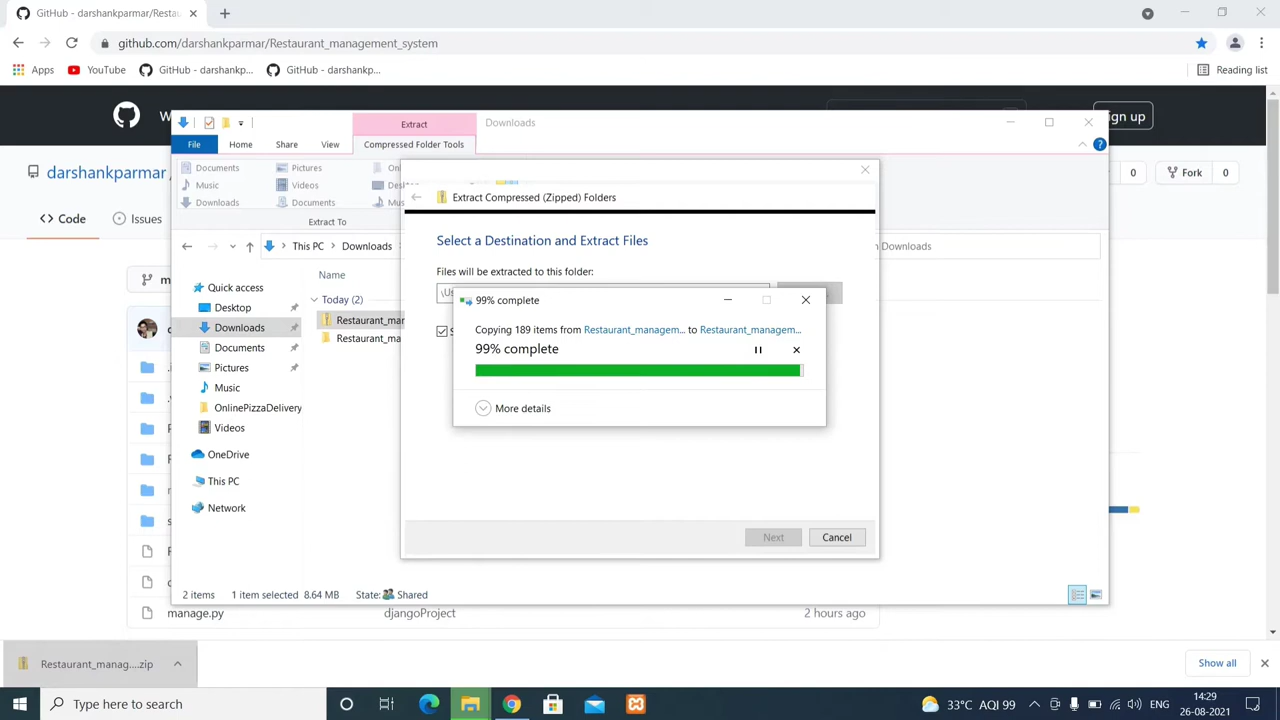 GitHub - darshankparmar/Restau
github.com/darshankparmar/Restaurant_management_system
Apps
YouTube
GitHub - darshankp...
GitHub - darshankp...
Reading list
W
Extract
Downloads
ign up
File
Home
Share
View
Compressed Folder Tools
Documents
Pictures
Music
Videos
Downloads
Documents
Extract To
darshankparmar
0
Fork
0
Extract Compressed (Zipped) Folders
<> Code
Issues
Select a Destination and Extract Files
This PC
Downloads
Downloads
Files will be extracted to this folder:
Name
Quick access
Today (2)
Desktop
Restaurant_mar
Downloads
Restaurant_ma
Documents
Pictures
Music
OnlinePizzaDelivery
Videos
OneDrive
This PC
Network
99% complete
Copying 189 items from Restaurant_managem... to Restaurant_managem...
99% complete
More details
Next
Cancel
2 items
1 item selected
8.64 MB
State:
Shared
manage.py
djangoProject
2 hours ago
Restaurant_manag....zip
Show all
Type here to search
33°C AQI 99
ENG
14:29
26-08-2021